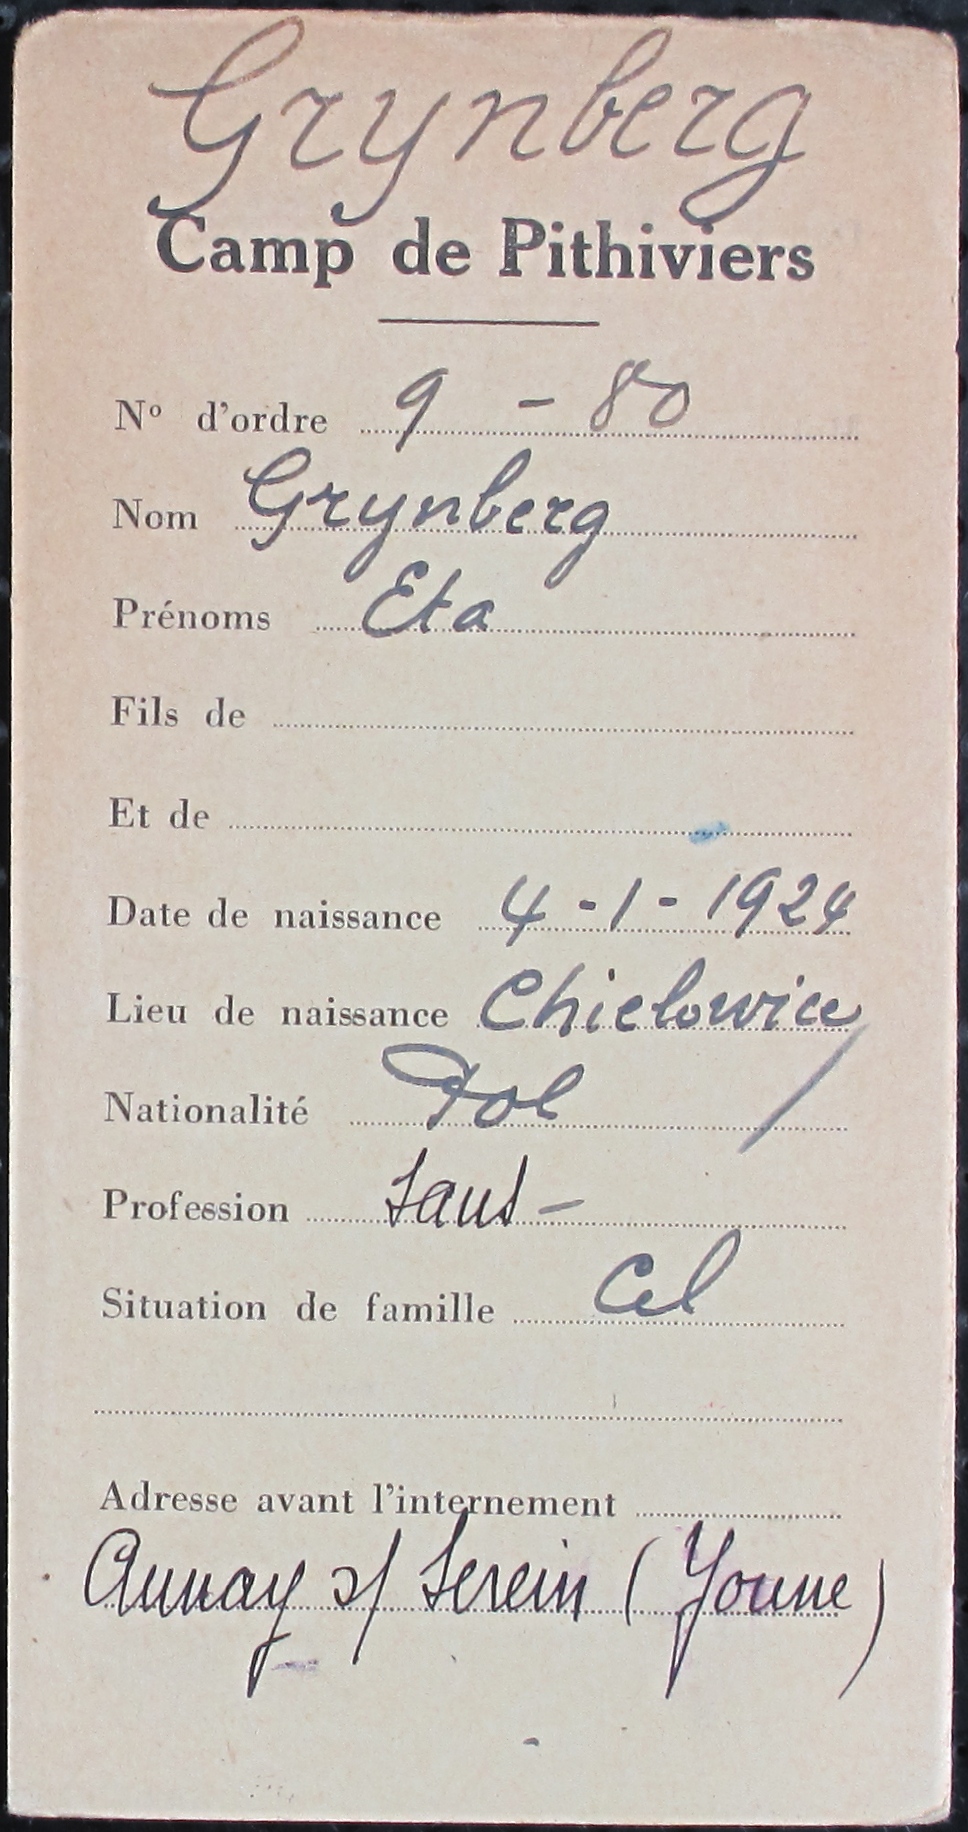 Grynberg
Camp de Pithiviers
Nº d'ordre 9 - 80
Nom Grynberg
Prénoms Eta
Fils de
Et de
Date de naissance 4-1-1924
Lieu de naissance Chielowice
Nationalité Pol
Profession sans -
Situation de famille Cel
Adresse avant l'internement
Annay s/ Serein (Yonne)